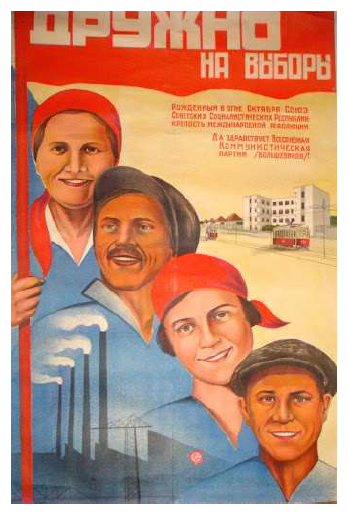 ДРУЖНО
НА ВЫБОРЫ
РОЖДЕННЫЙ В ОГНЕ ОКТЯБРЯ СОЮЗ
СОВЕТСКИХ СОЦИАЛИСТИЧЕСКИХ РЕСПУБЛИК
КРЕПОСТЬ МЕЖДУНАРОДНОЙ РЕВОЛЮЦИИ.
ДА ЗДРАВСТВУЕТ ВСЕСОЮЗНАЯ
КОММУНИСТИЧЕСКАЯ
ПАРТИЯ /БОЛЬШЕВИКОВ/!